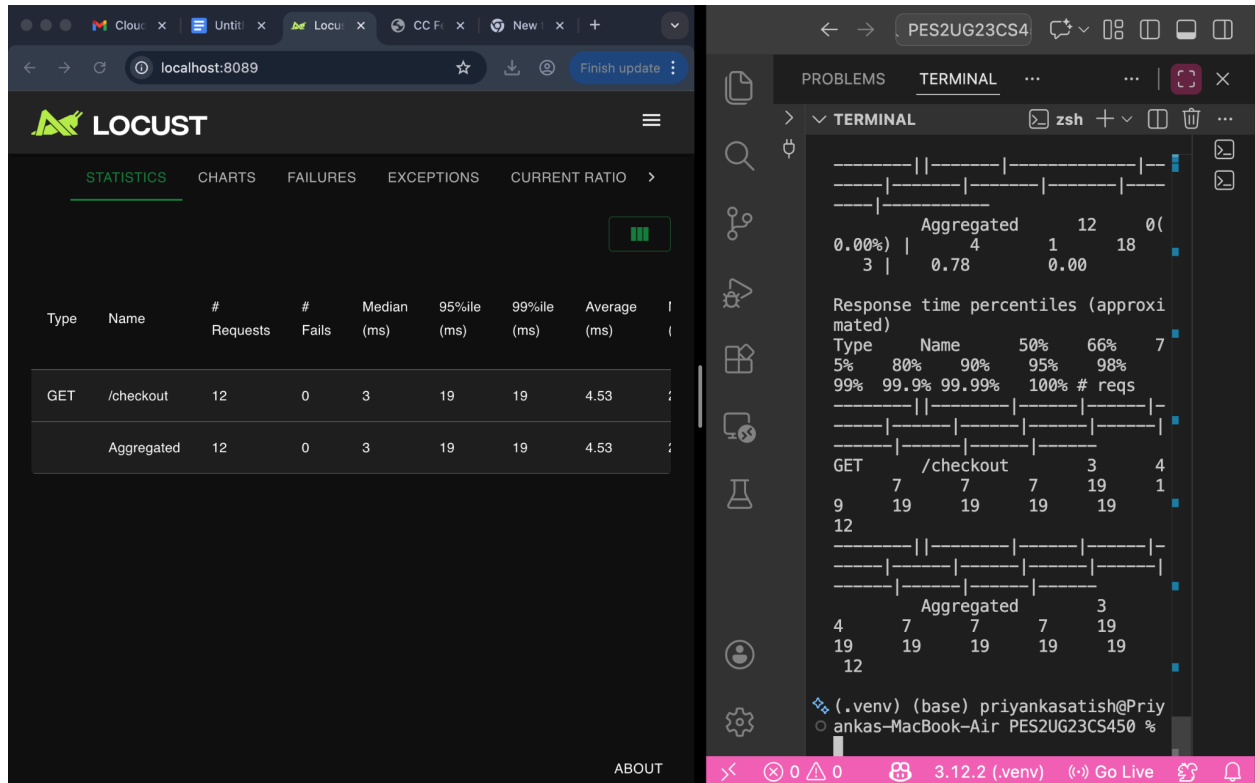 Cloud
Untitl
Locus
CC Fe
New t
localhost:8089
Finish update
LOCUST
STATISTICS CHARTS FAILURES EXCEPTIONS CURRENT RATIO
Type Name # Requests # Fails Median (ms) 95%ile (ms) 99%ile (ms) Average (ms)
GET /checkout 12 0 3 19 19 4.53
Aggregated 12 0 3 19 19 4.53
ABOUT
PES2UG23CS4
PROBLEMS TERMINAL ...
TERMINAL zsh
--------||-------|-------------|--
-----|-------|-------|-------|----
----|-----------
Aggregated 12 0(
0.00%) | 4 1 18
3 | 0.78 0.00
Response time percentiles (approxi
mated)
Type Name 50% 66% 7
5% 80% 90% 95% 98%
99% 99.9% 99.99% 100% # reqs
--------||--------|------|------|-
-----|------|------|------|------|
------|------|------|------
GET /checkout 3 4
7 7 7 19 1
9 19 19 19 19
12
--------||--------|------|------|-
-----|------|------|------|------|
------|------|------|------
Aggregated 3
4 7 7 7 19
19 19 19 19 19
12
(.venv) (base) priyankasatish@Priy
ankas-MacBook-Air PES2UG23CS450 %
0 0 3.12.2 (.venv) Go Live